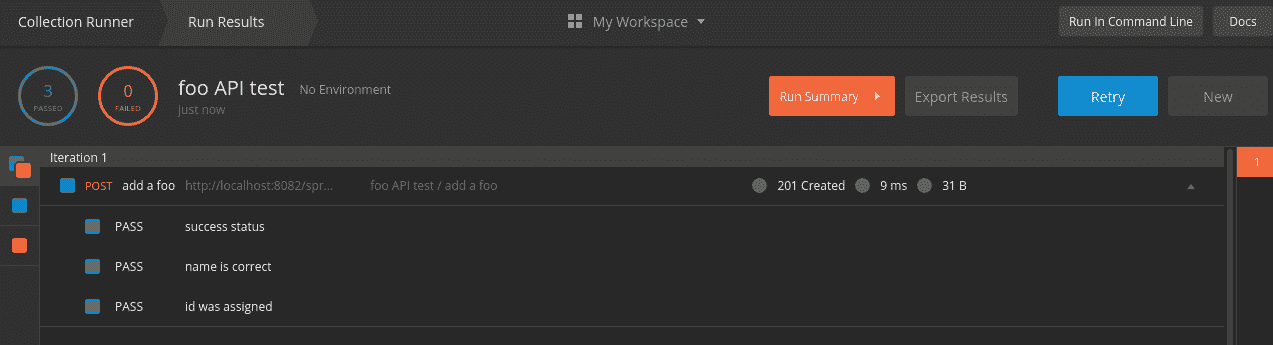 Collection Runner Run Results My Workspace Run In Command Line Docs
3 PASSED 0 FAILED foo API test No Environment just now Run Summary Export Results Retry New
Iteration 1 1
POST add a foo http://localhost:8082/spr... foo API test / add a foo 201 Created 9 ms 31 B
PASS success status
PASS name is correct
PASS id was assigned